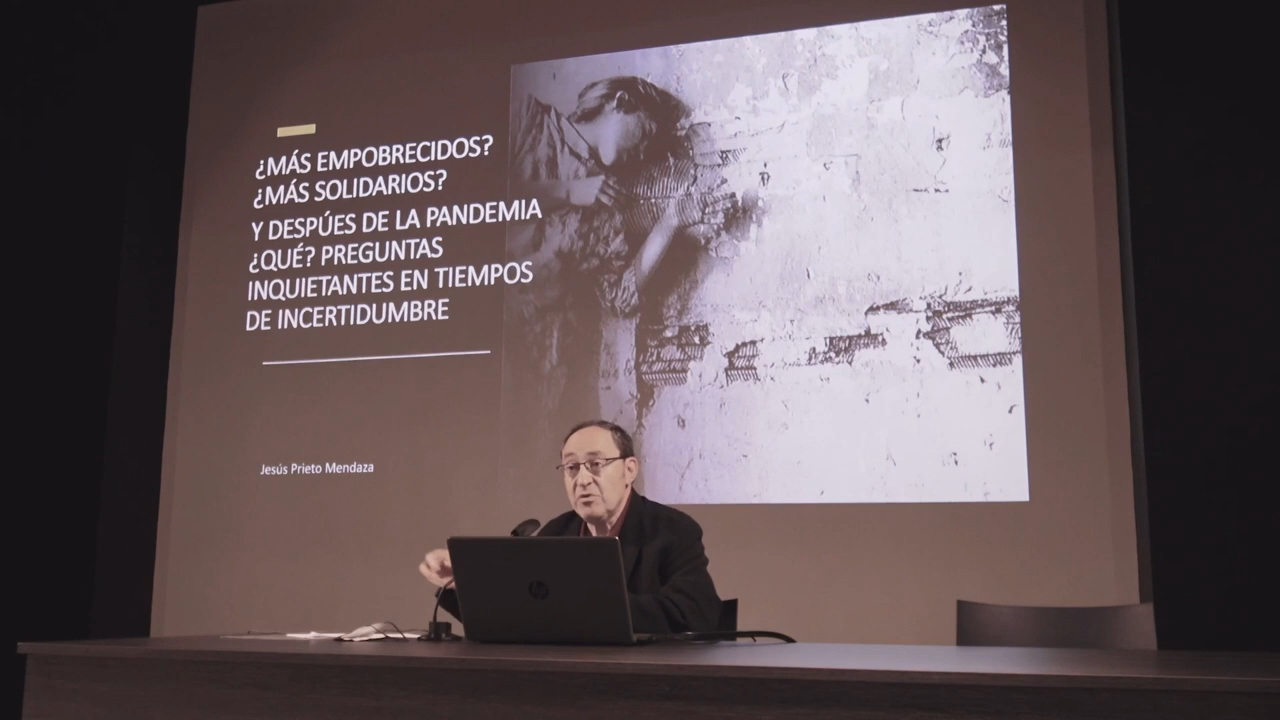 ¿MÁS EMPOBRECIDOS?
¿MÁS SOLIDARIOS?
Y DESPÚES DE LA PANDEMIA
¿QUÉ? PREGUNTAS
INQUIETANTES EN TIEMPOS
DE INCERTIDUMBRE
Jesús Prieto Mendaza
hp